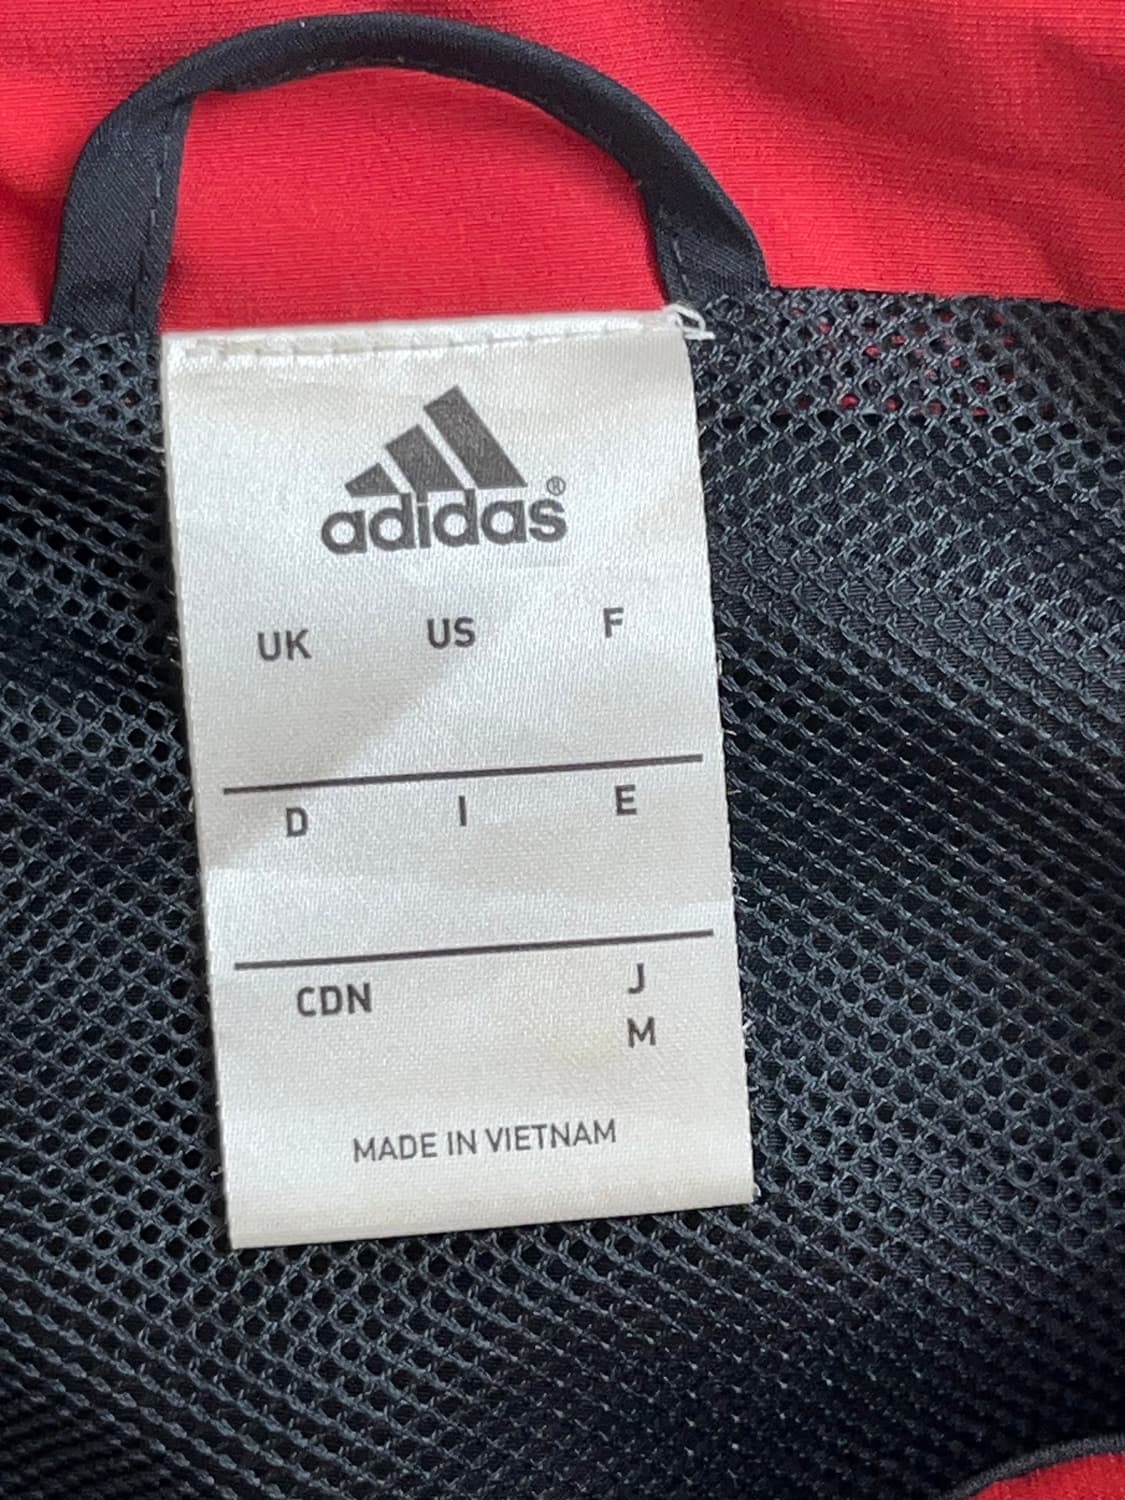 adidas®
UK US F
D I E
CDN J
M
MADE IN VIETNAM